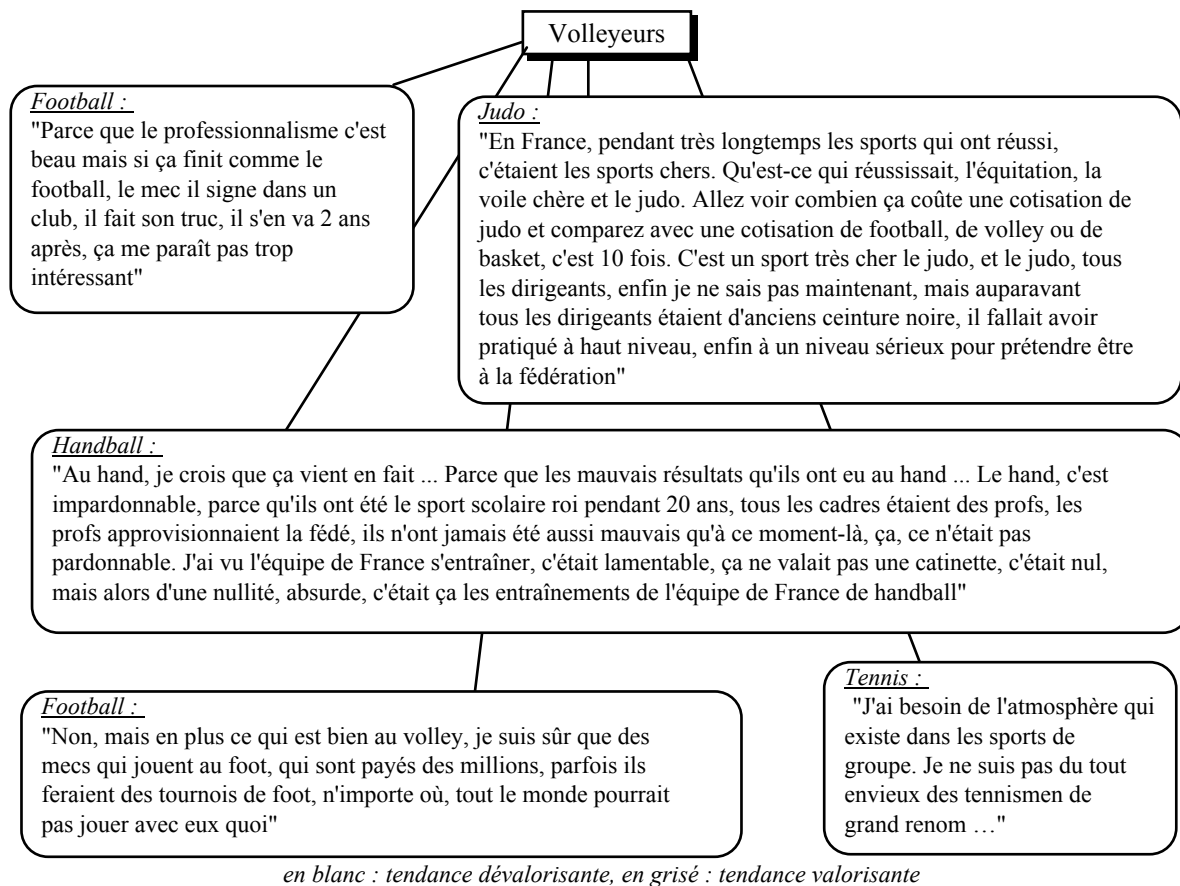 Volleyeurs
Football :
"Parce que le professionnalisme c'est
beau mais si ça finit comme le
football, le mec il signe dans un
club, il fait son truc, il s'en va 2 ans
après, ça me paraît pas trop
intéressant"
Judo :
"En France, pendant très longtemps les sports qui ont réussi,
c'étaient les sports chers. Qu'est-ce qui réussissait, l'équitation, la
voile chère et le judo. Allez voir combien ça coûte une cotisation de
judo et comparez avec une cotisation de football, de volley ou de
basket, c'est 10 fois. C'est un sport très cher le judo, et le judo, tous
les dirigeants, enfin je ne sais pas maintenant, mais auparavant
tous les dirigeants étaient d'anciens ceinture noire, il fallait avoir
pratiqué à haut niveau, enfin à un niveau sérieux pour prétendre être
à la fédération"
Handball :
"Au hand, je crois que ça vient en fait ... Parce que les mauvais résultats qu'ils ont eu au hand ... Le hand, c'est
impardonnable, parce qu'ils ont été le sport scolaire roi pendant 20 ans, tous les cadres étaient des profs, les
profs approvisionnaient la fédé, ils n'ont jamais été aussi mauvais qu'à ce moment-là, ça, ce n'était pas
pardonnable. J'ai vu l'équipe de France s'entraîner, c'était lamentable, ça ne valait pas une catinette, c'était nul,
mais alors d'une nullité, absurde, c'était ça les entraînements de l'équipe de France de handball"
Football :
"Non, mais en plus ce qui est bien au volley, je suis sûr que des
mecs qui jouent au foot, qui sont payés des millions, parfois ils
feraient des tournois de foot, n'importe où, tout le monde pourrait
pas jouer avec eux quoi"
Tennis :
"J'ai besoin de l'atmosphère qui
existe dans les sports de
groupe. Je ne suis pas du tout
envieux des tennismen de
grand renom …"
en blanc : tendance dévalorisante, en grisé : tendance valorisante